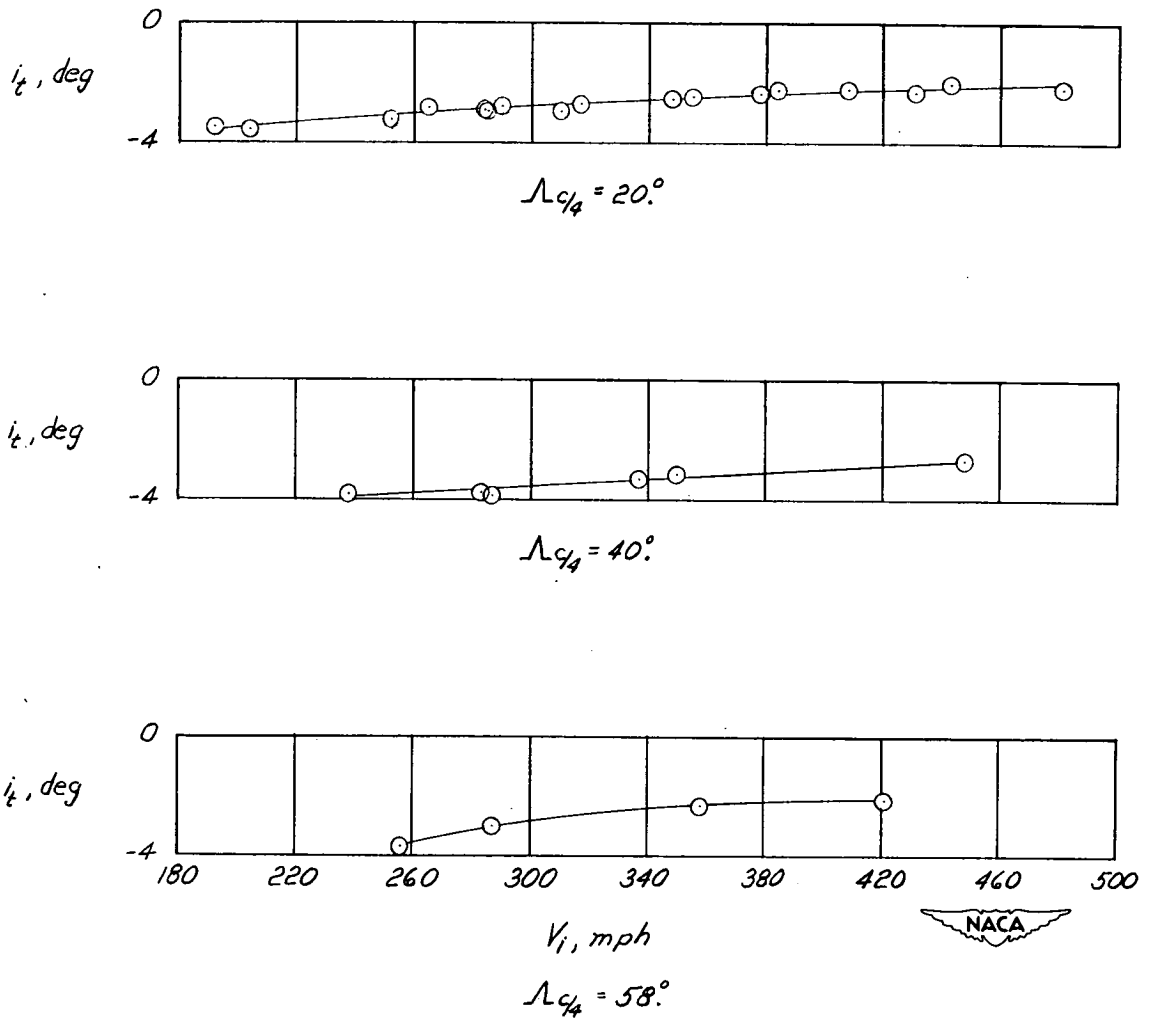 0
i_t, deg
-4
Λc/4 = 20.°
0
i_t, deg
-4
Λc/4 = 40.°
0
i_t, deg
-4
180 220 260 300 340 380 420 460 500
V_i, mph
NACA
Λc/4 = 58.°